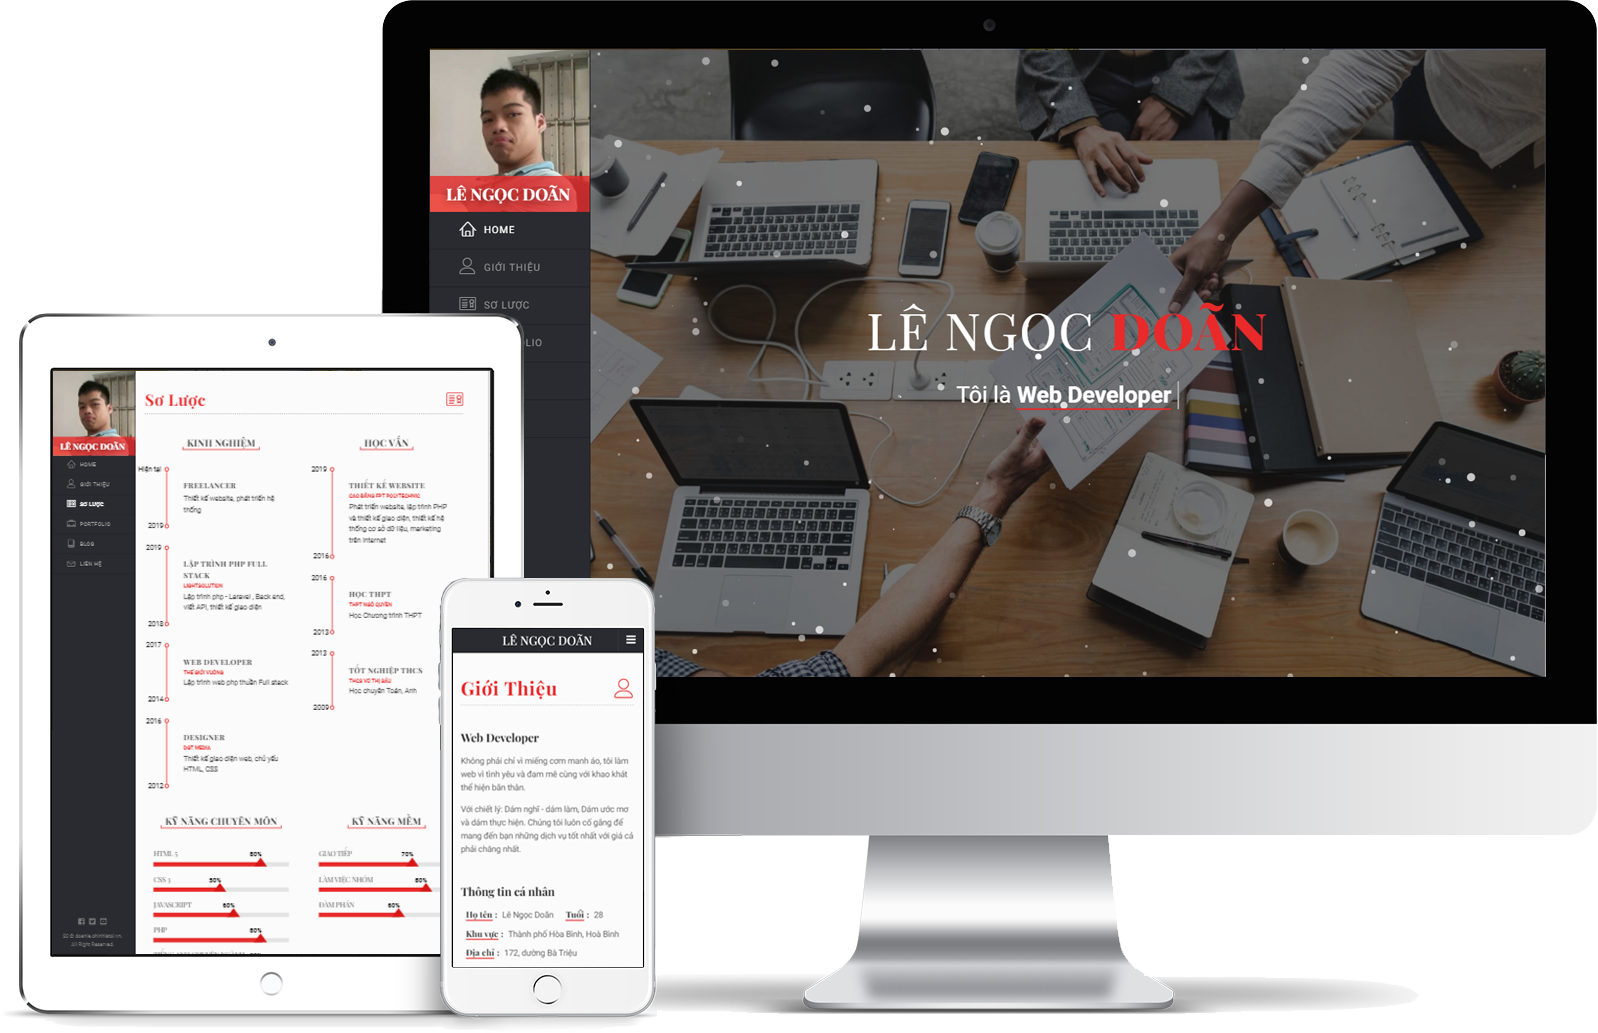 LÊ NGỌC DOÃN
HOME
GIỚI THIỆU
SƠ LƯỢC
LIO
LÊ NGỌC DOÃN
Tôi là Web Developer
LÊ NGỌC DOÃN
HOME
GIỚI THIỆU
SƠ LƯỢC
PORTFOLIO
BLOG
LIÊN HỆ
All Right Reserved.
Sơ Lược
KINH NGHIỆM
Hiện tại
FREELANCER
Thiết kế website, phát triển hệ
thống
2019
2019
LẬP TRÌNH PHP FULL
STACK
LIGHTSOLUTION
Lập trình php - Laravel , Back end,
viết API, thiết kế giao diện
2018
2017
WEB DEVELOPER
THẾ GIỚI VUÔNG
Lập trình web php thuần Full stack
2014
2016
DESIGNER
ĐẠT MEDIA
Thiết kế giao diện web, chủ yếu
HTML, CSS
2012
HỌC VẤN
2019
THIẾT KẾ WEBSITE
CAO ĐẲNG FPT POLYTECHNIC
Phát triển website, lập trình PHP
và thiết kế giao diện, thiết kế hệ
thống cơ sở dữ liệu, marketing
trên internet
2016
2016
HỌC THPT
THPT NGÔ QUYỀN
Học Chương trình THPT
2013
2013
TỐT NGHIỆP THCS
THCS VÕ THỊ SÁU
Học chuyên Toán, Anh
2009
KỸ NĂNG CHUYÊN MÔN
HTML 5 80%
CSS 3 50%
JAVASCRIPT 60%
PHP 80%
KỸ NĂNG MỀM
GIAO TIẾP 70%
LÀM VIỆC NHÓM 80%
ĐÀM PHÁN 60%
LÊ NGỌC DOÃN
Giới Thiệu
Web Developer
Không phải chỉ vì miếng cơm manh áo, tôi làm
web vì tình yêu và đam mê cùng với khao khát
thể hiện bản thân.
Với chiết lý: Dám nghĩ - dám làm, Dám ước mơ
và dám thực hiện. Chúng tôi luôn cố gắng để
mang đến bạn những dịch vụ tốt nhất với giá cả
phải chăng nhất.
Thông tin cá nhân
Họ tên : Lê Ngọc Doãn Tuổi : 28
Khu vực : Thành phố Hòa Bình, Hoà Bình
Địa chỉ : 172, đường Bà Triệu